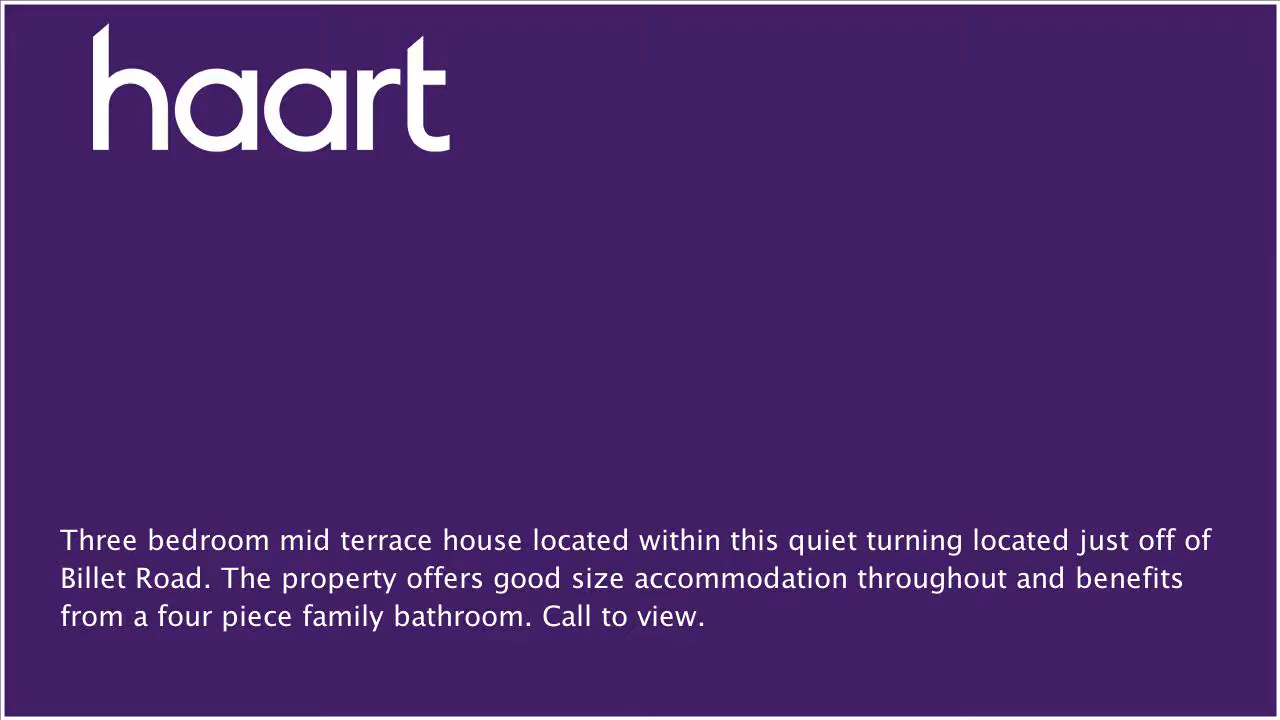 haart
Three bedroom mid terrace house located within this quiet turning located just off of
Billet Road. The property offers good size accommodation throughout and benefits
from a four piece family bathroom. Call to view.